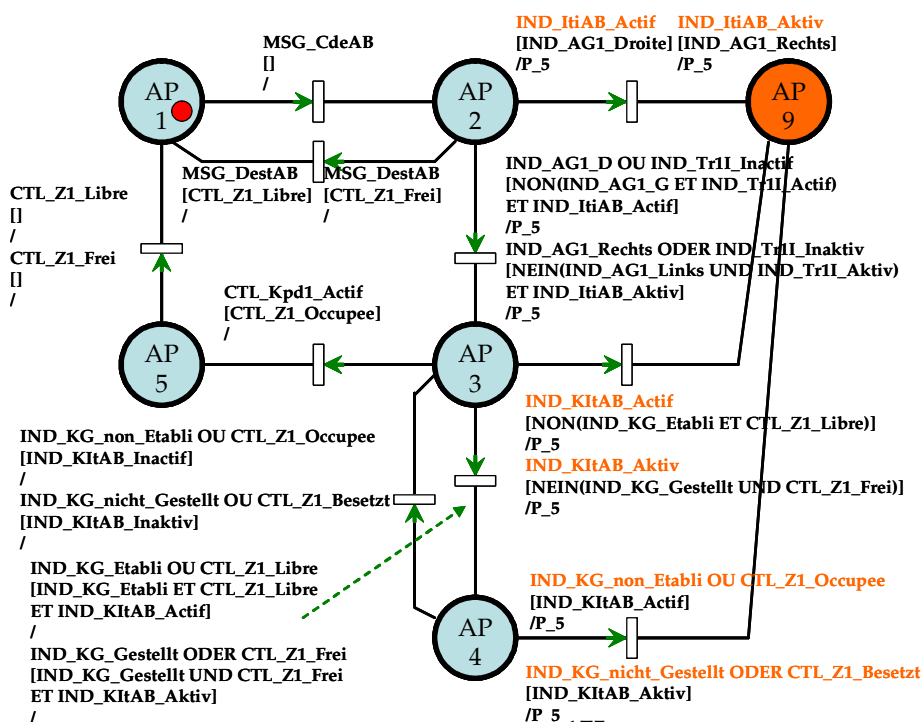 MSG_CdeAB
[]
/
IND_ItiAB_Actif
[IND_AG1_Droite]
/P_5
IND_ItiAB_Aktiv
[IND_AG1_Rechts]
/P_5
AP
1
AP
2
AP
9
MSG_DestAB
[CTL_Z1_Libre]
/
MSG_DestAB
[CTL_Z1_Frei]
/
CTL_Z1_Libre
[]
/
CTL_Z1_Frei
[]
/
IND_AG1_D OU IND_Tr1I_Inactif
[NON(IND_AG1_G ET IND_Tr1I_Actif)
ET IND_ItiAB_Actif]
/P_5
IND_AG1_Rechts ODER IND_Tr1I_Inaktiv
[NEIN(IND_AG1_Links UND IND_Tr1I_Aktiv)
ET IND_ItiAB_Aktiv]
/P_5
CTL_Kpd1_Actif
[CTL_Z1_Occupee]
/
AP
5
AP
3
IND_KItAB_Actif
[NON(IND_KG_Etabli ET CTL_Z1_Libre)]
/P_5
IND_KItAB_Aktiv
[NEIN(IND_KG_Gestellt UND CTL_Z1_Frei)]
/P_5
IND_KG_non_Etabli OU CTL_Z1_Occupee
[IND_KItAB_Inactif]
/
IND_KG_nicht_Gestellt OU CTL_Z1_Besetzt
[IND_KItAB_Inaktiv]
/
IND_KG_Etabli OU CTL_Z1_Libre
[IND_KG_Etabli ET CTL_Z1_Libre
ET IND_KItAB_Actif]
/
IND_KG_Gestellt ODER CTL_Z1_Frei
[IND_KG_Gestellt UND CTL_Z1_Frei
ET IND_KItAB_Aktiv]
/
AP
4
IND_KG_non_Etabli OU CTL_Z1_Occupee
[IND_KItAB_Actif]
/P_5
IND_KG_nicht_Gestellt ODER CTL_Z1_Besetzt
[IND_KItAB_Aktiv]
/P_5